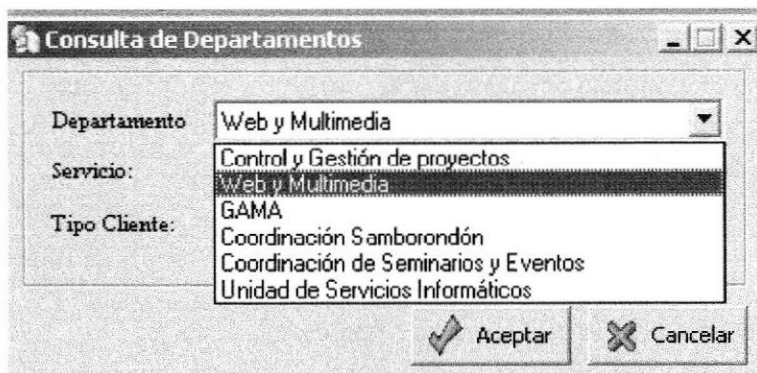 Consulta de Departamentos
Departamento
Web y Multimedia
Control y Gestión de proyectos
Servicio:
Web y Multimedia
GAMA
Tipo Cliente:
Coordinación Samborondón
Coordinación de Seminarios y Eventos
Unidad de Servicios Informáticos
Aceptar
Cancelar